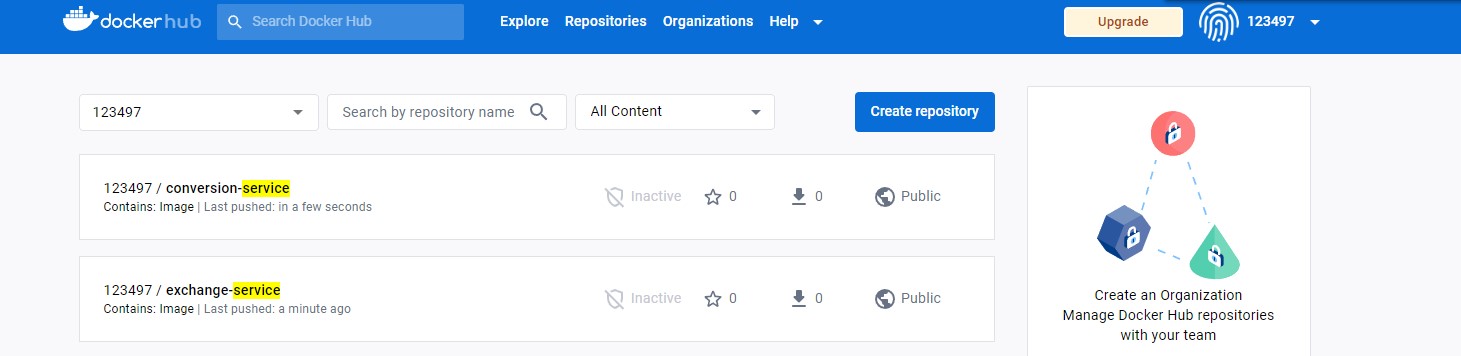 dockerhub
Search Docker Hub
Explore
Repositories
Organizations
Help
Upgrade
123497
123497
Search by repository name
All Content
Create repository
123497 / conversion-service
Contains: Image | Last pushed: in a few seconds
Inactive
0
0
Public
123497 / exchange-service
Contains: Image | Last pushed: a minute ago
Inactive
0
0
Public
Create an Organization
Manage Docker Hub repositories
with your team